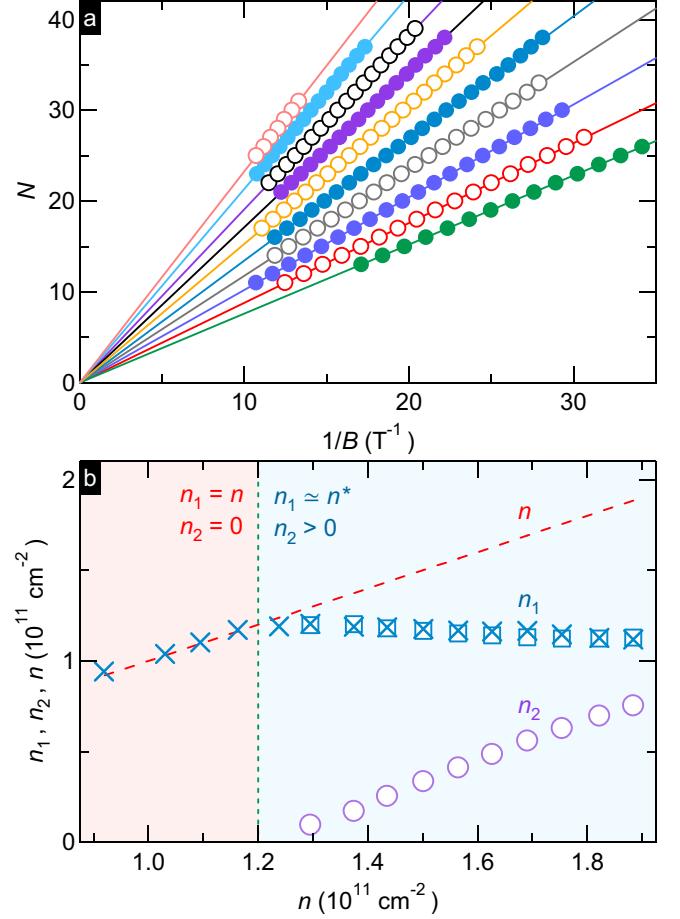 a
40
30
20
10
0
N
0
10
20
30
1/B (T⁻¹)
b
2
1
0
n₁, n₂, n (10¹¹ cm⁻²)
n₁ = n
n₂ = 0
n₁ ≃ n*
n₂ > 0
n
n₁
n₂
1.0
1.2
1.4
1.6
1.8
n (10¹¹ cm⁻²)